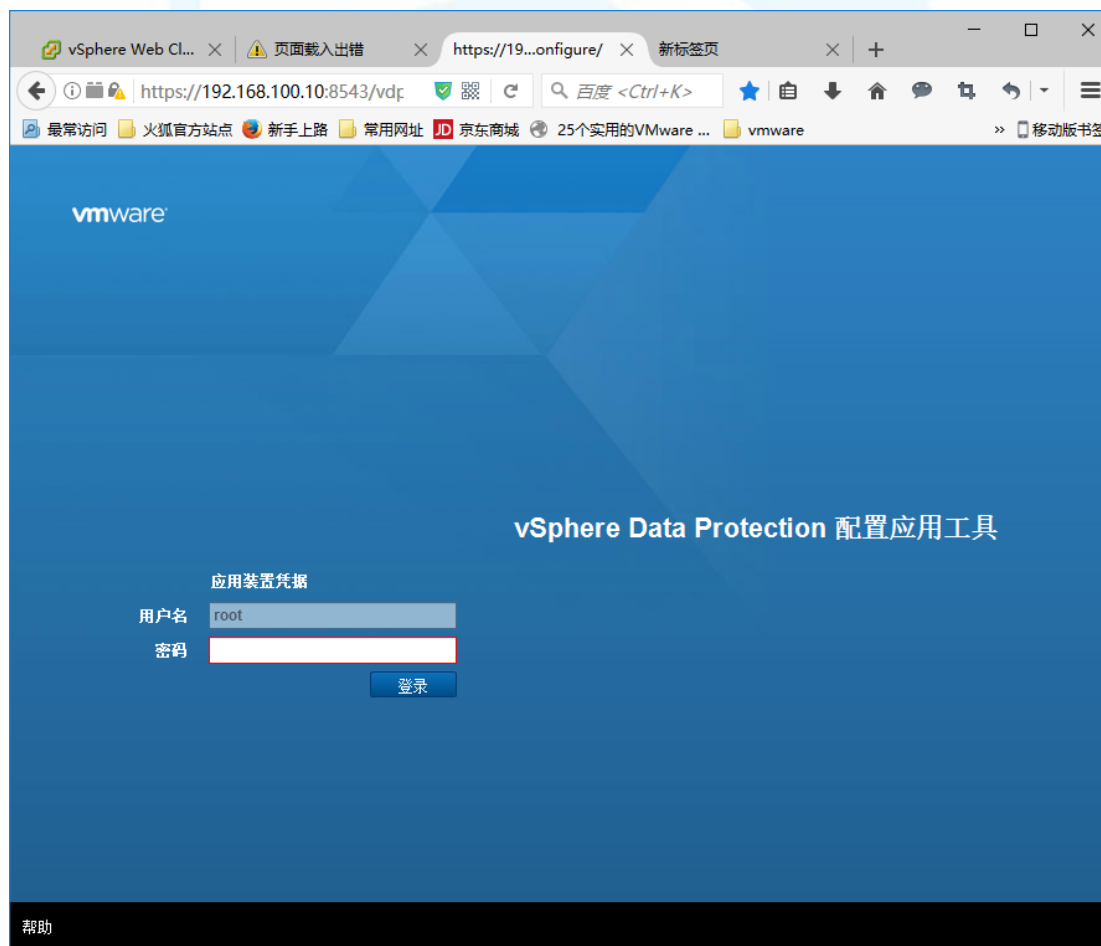 vSphere Web Cl... 页面载入出错 https://19...onfigure/ 新标签页
https://192.168.100.10:8543/vdp 百度 <Ctrl+K>
最常访问 火狐官方站点 新手上路 常用网址 JD 京东商城 25个实用的VMware ... vmware » 移动版书签
vmware
vSphere Data Protection 配置应用工具
应用装置凭据
用户名 root
密码
登录
帮助